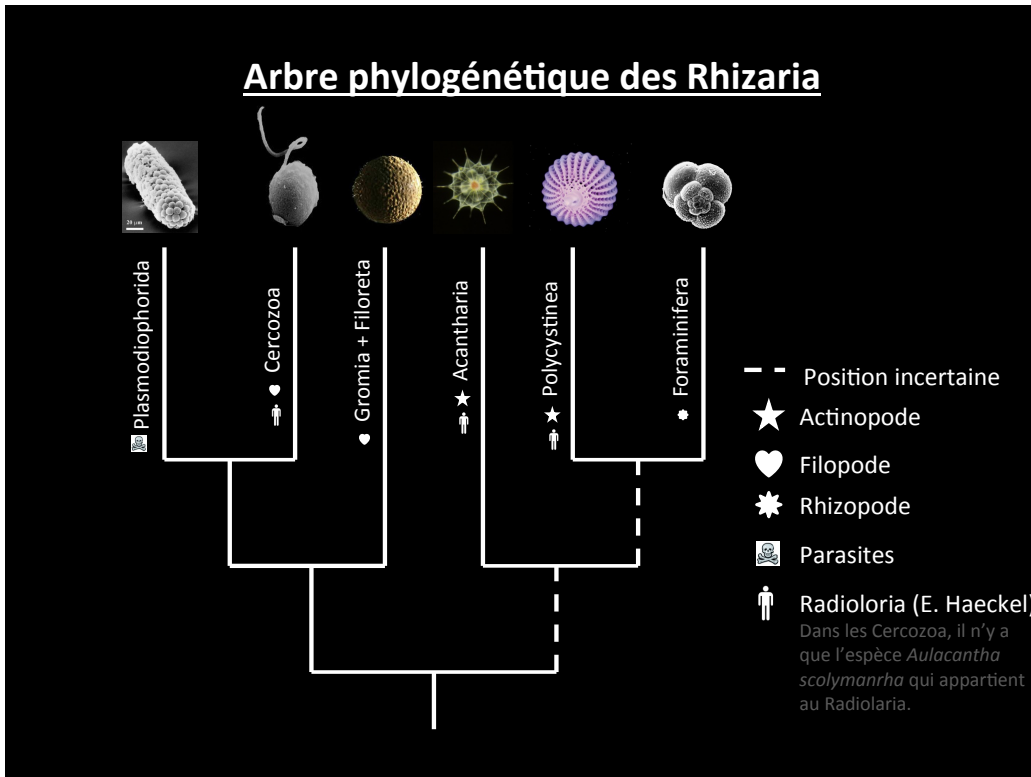 Arbre phylogénétique des Rhizaria
20 µm
Plasmodiophorida
Cercozoa
Gromia + Filoreta
Acantharia
Polycystinea
Foraminifera
Position incertaine
Actinopode
Filopode
Rhizopode
Parasites
Radioloria (E. Haeckel)
Dans les Cercozoa, il n'y a
que l'espèce Aulacantha
scolymanrha qui appartient
au Radiolaria.